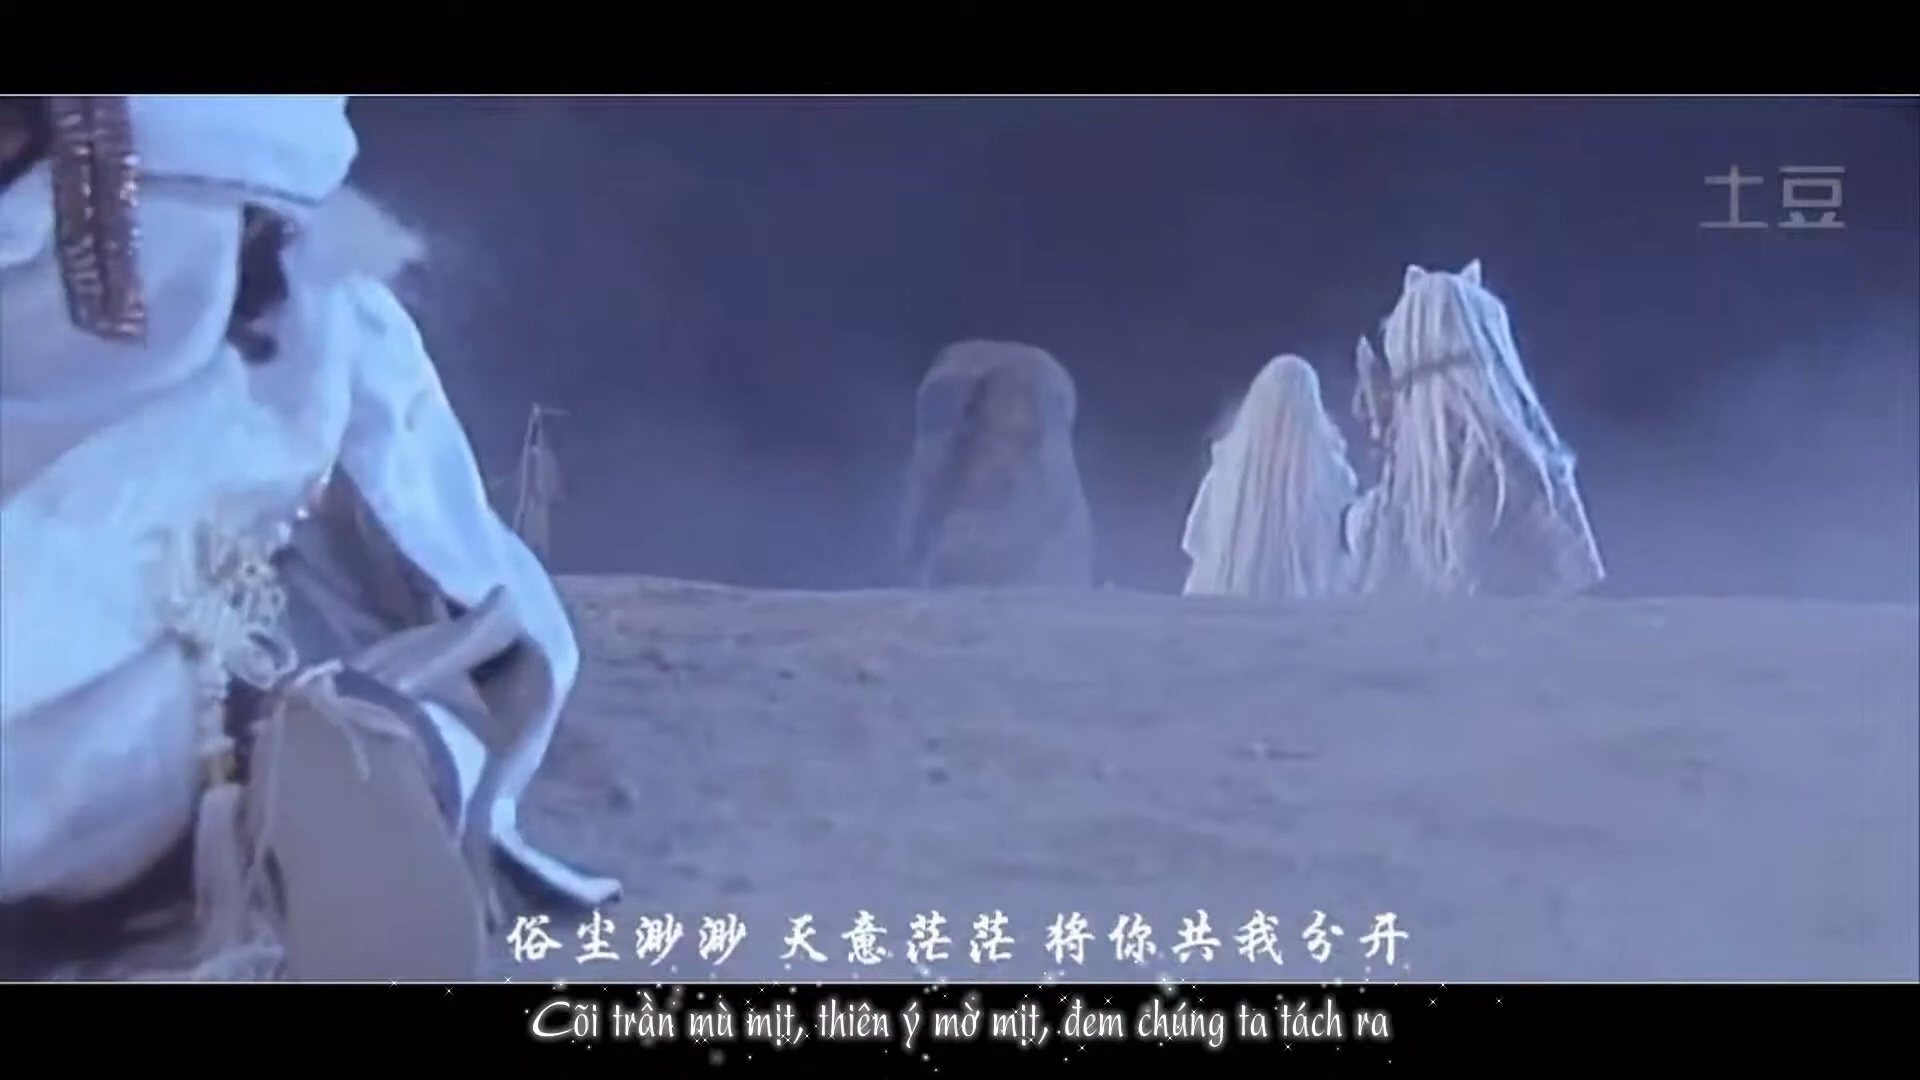 土豆
俗尘渺渺 天意茫茫 将你共我分开
Cõi trần mù mịt, thiên ý mờ mịt, đem chúng ta tách ra